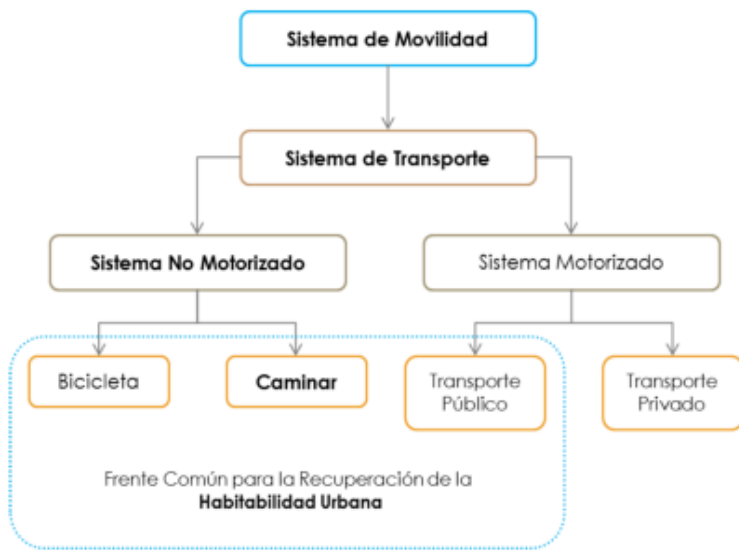 Sistema de Movilidad
Sistema de Transporte
Sistema No Motorizado
Sistema Motorizado
Bicicleta
Caminar
Transporte
Público
Transporte
Privado
Frente Común para la Recuperación de la
Habitabilidad Urbana